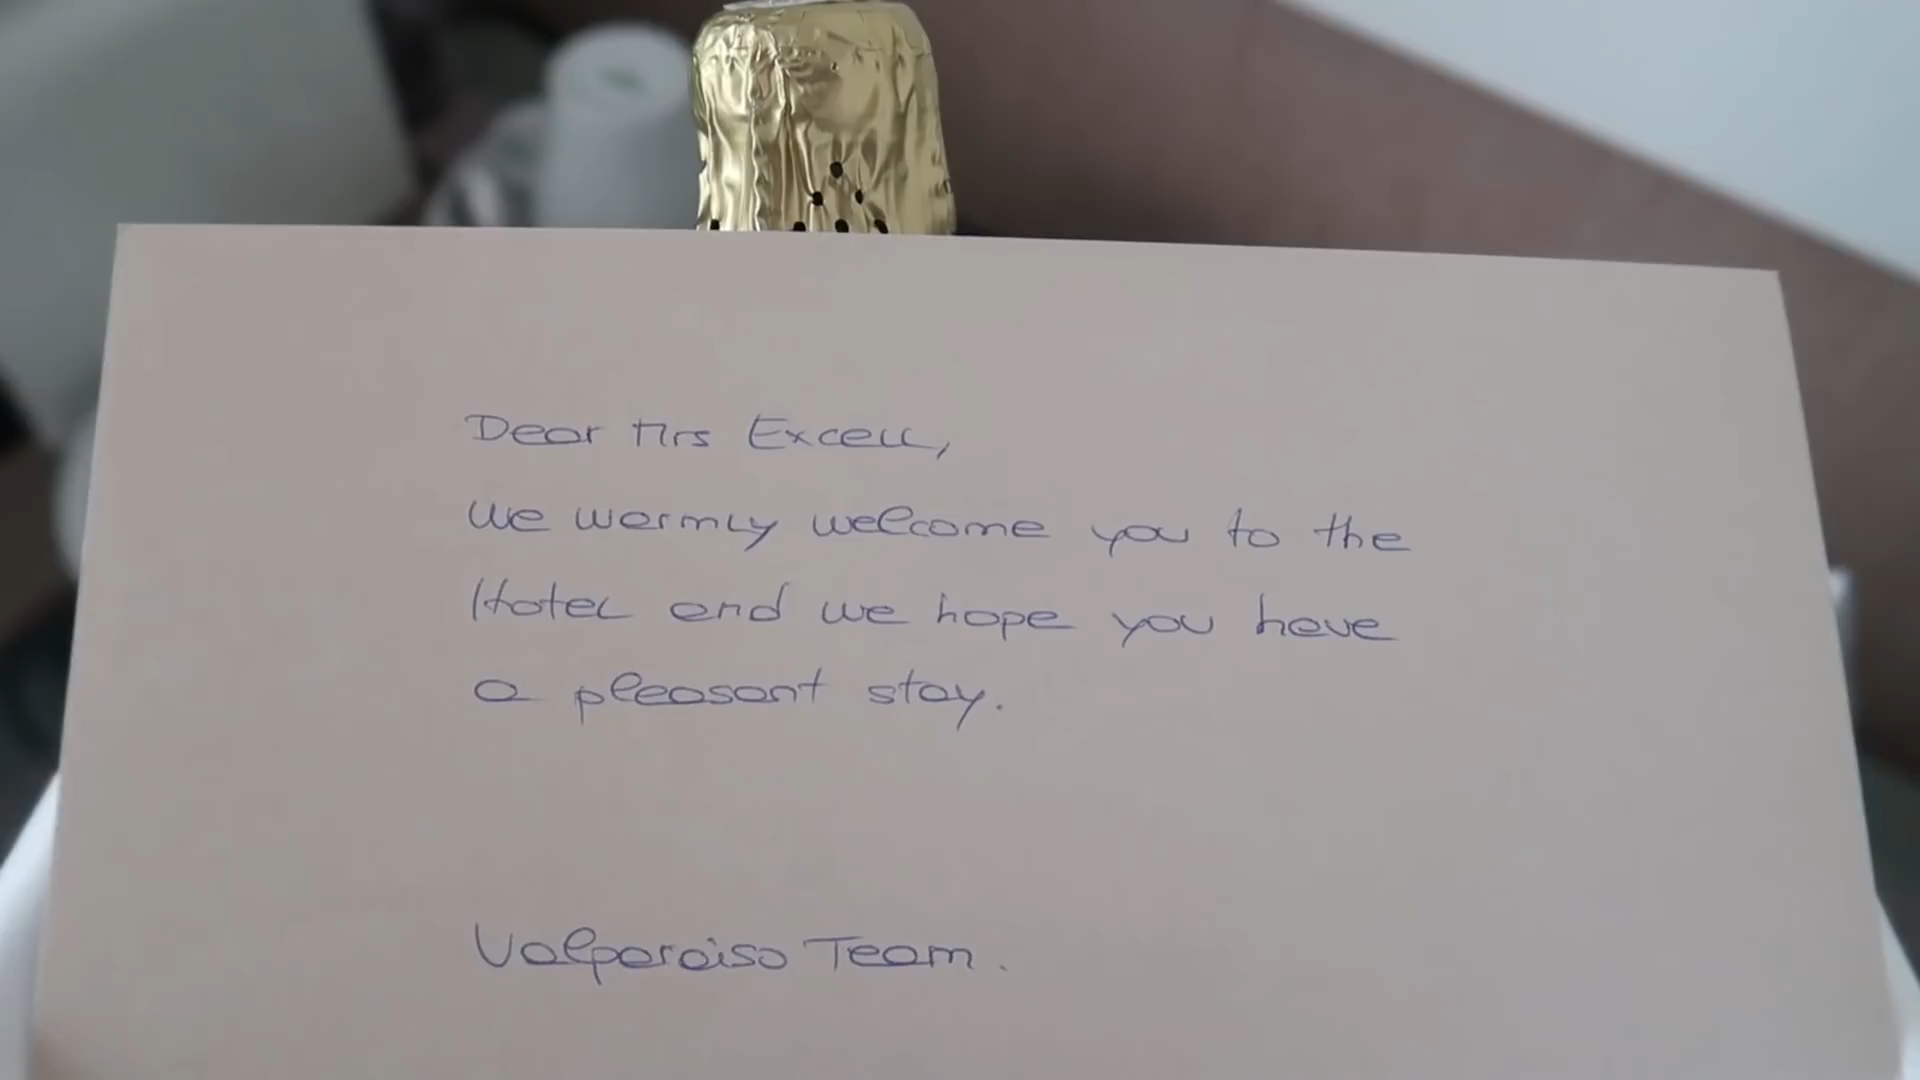 Dear Mrs Excell,
We warmly welcome you to the
Hotel and we hope you have
a pleasant stay.
Valparaiso Team.